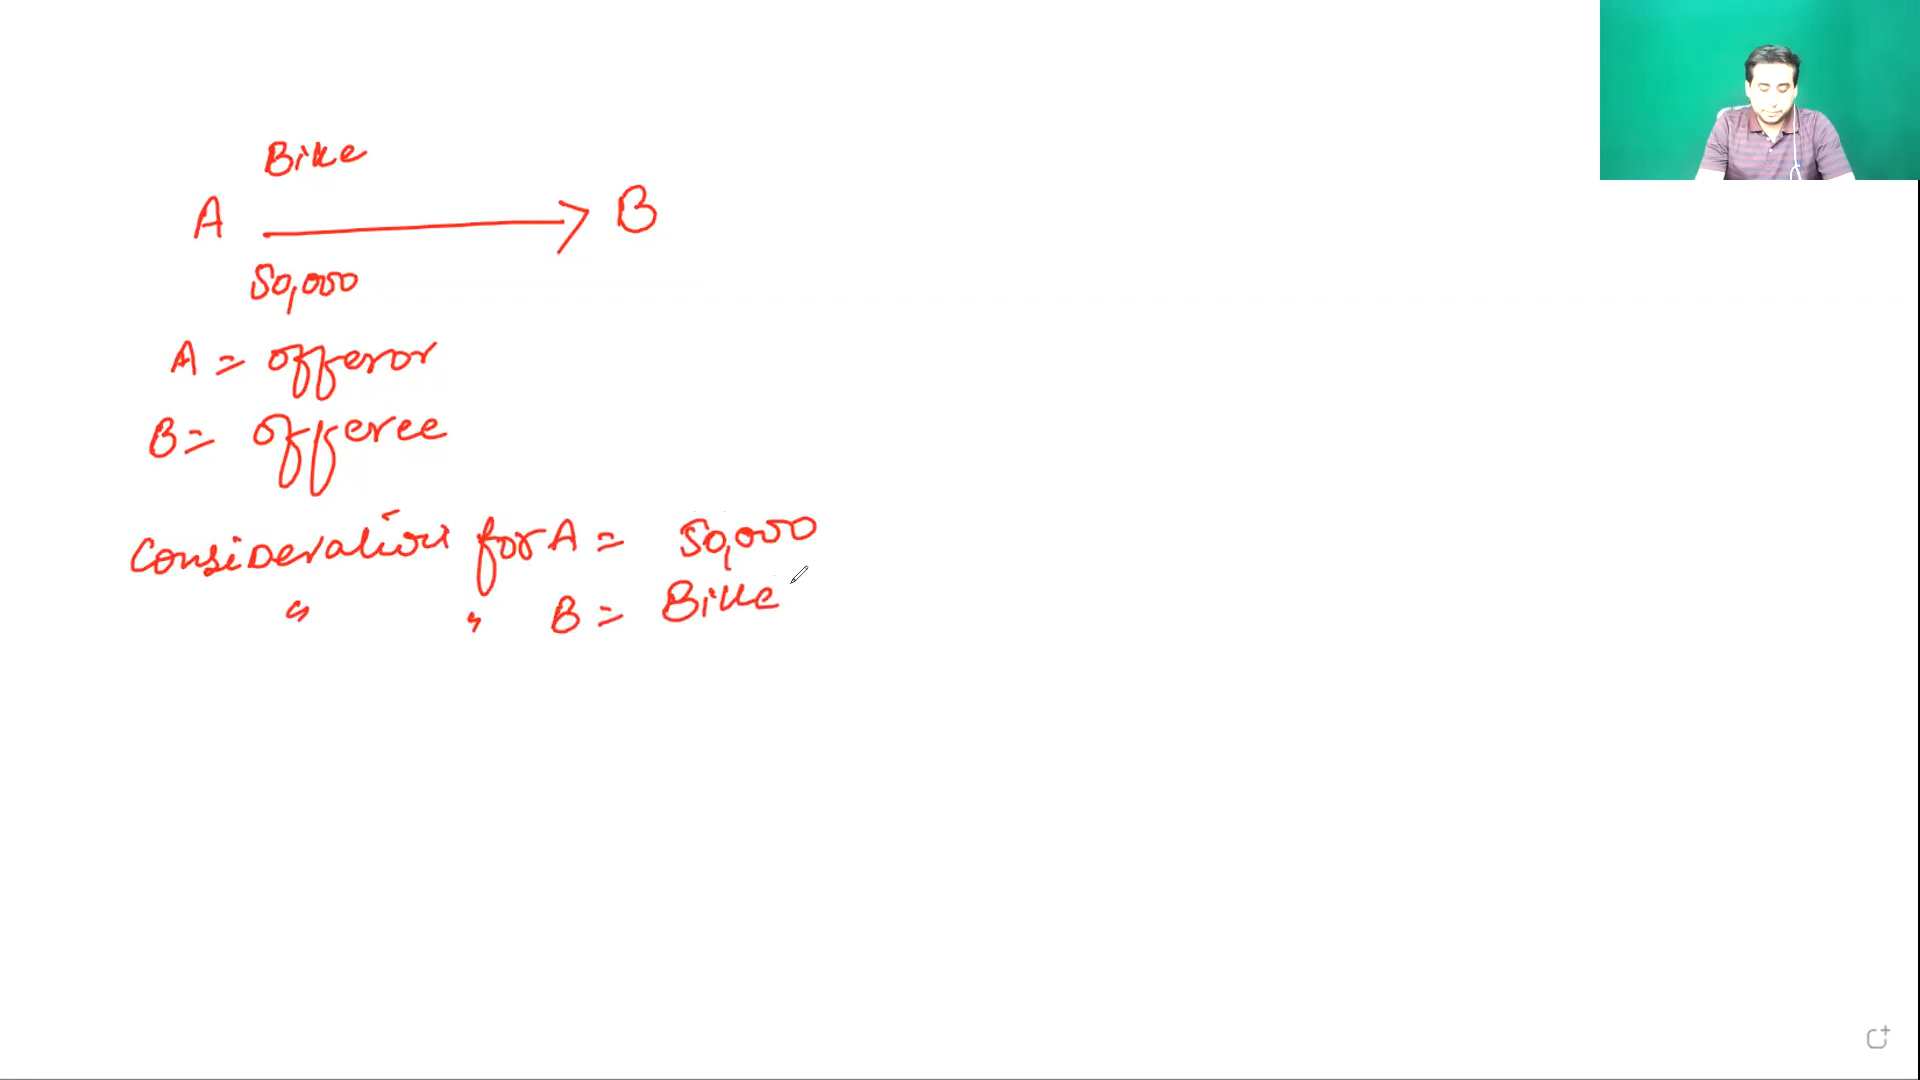 Bike
A → B
50,000
A = offeror
B = offeree
Consideration for A = 50,000
" " B = Bike